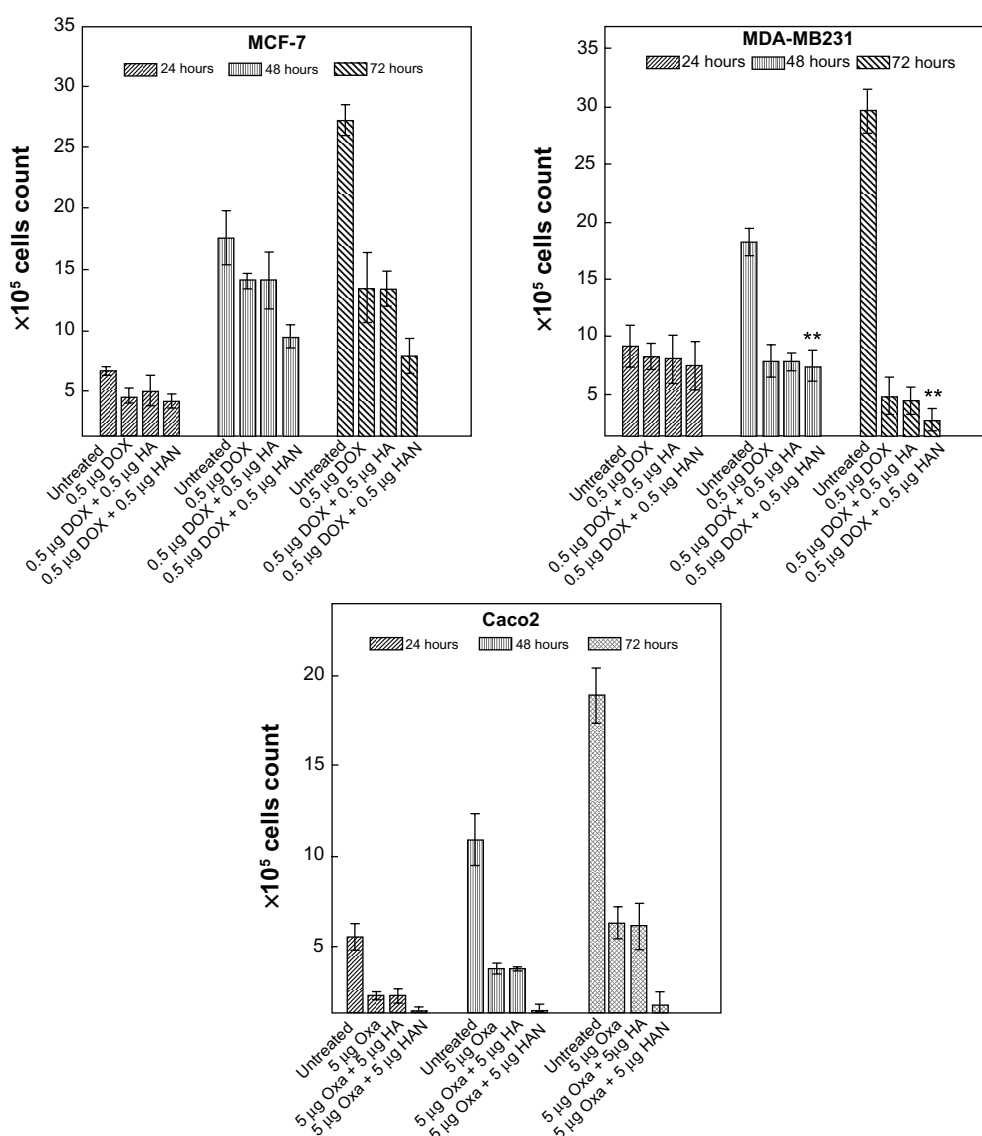 MCF-7
24 hours 48 hours 72 hours
×10⁵ cells count
35
30
25
20
15
10
5
Untreated
0.5 µg DOX
0.5 µg DOX + 0.5 µg HA
0.5 µg DOX + 0.5 µg HAN
Untreated
0.5 µg DOX
0.5 µg DOX + 0.5 µg HA
0.5 µg DOX + 0.5 µg HAN
Untreated
0.5 µg DOX
0.5 µg DOX + 0.5 µg HA
0.5 µg DOX + 0.5 µg HAN
MDA-MB231
24 hours 48 hours 72 hours
×10⁵ cells count
35
30
25
20
15
10
5
**
**
Untreated
0.5 µg DOX
0.5 µg DOX + 0.5 µg HA
0.5 µg DOX + 0.5 µg HAN
Untreated
0.5 µg DOX
0.5 µg DOX + 0.5 µg HA
0.5 µg DOX + 0.5 µg HAN
Untreated
0.5 µg DOX
0.5 µg DOX + 0.5 µg HA
0.5 µg DOX + 0.5 µg HAN
Caco2
24 hours 48 hours 72 hours
×10⁵ cells count
20
15
10
5
Untreated
5 µg Oxa
5 µg Oxa + 5 µg HA
5 µg Oxa + 5 µg HAN
Untreated
5 µg Oxa
5 µg Oxa + 5 µg HA
5 µg Oxa + 5 µg HAN
Untreated
5 µg Oxa
5 µg Oxa + 5µg HA
5 µg Oxa + 5 µg HAN